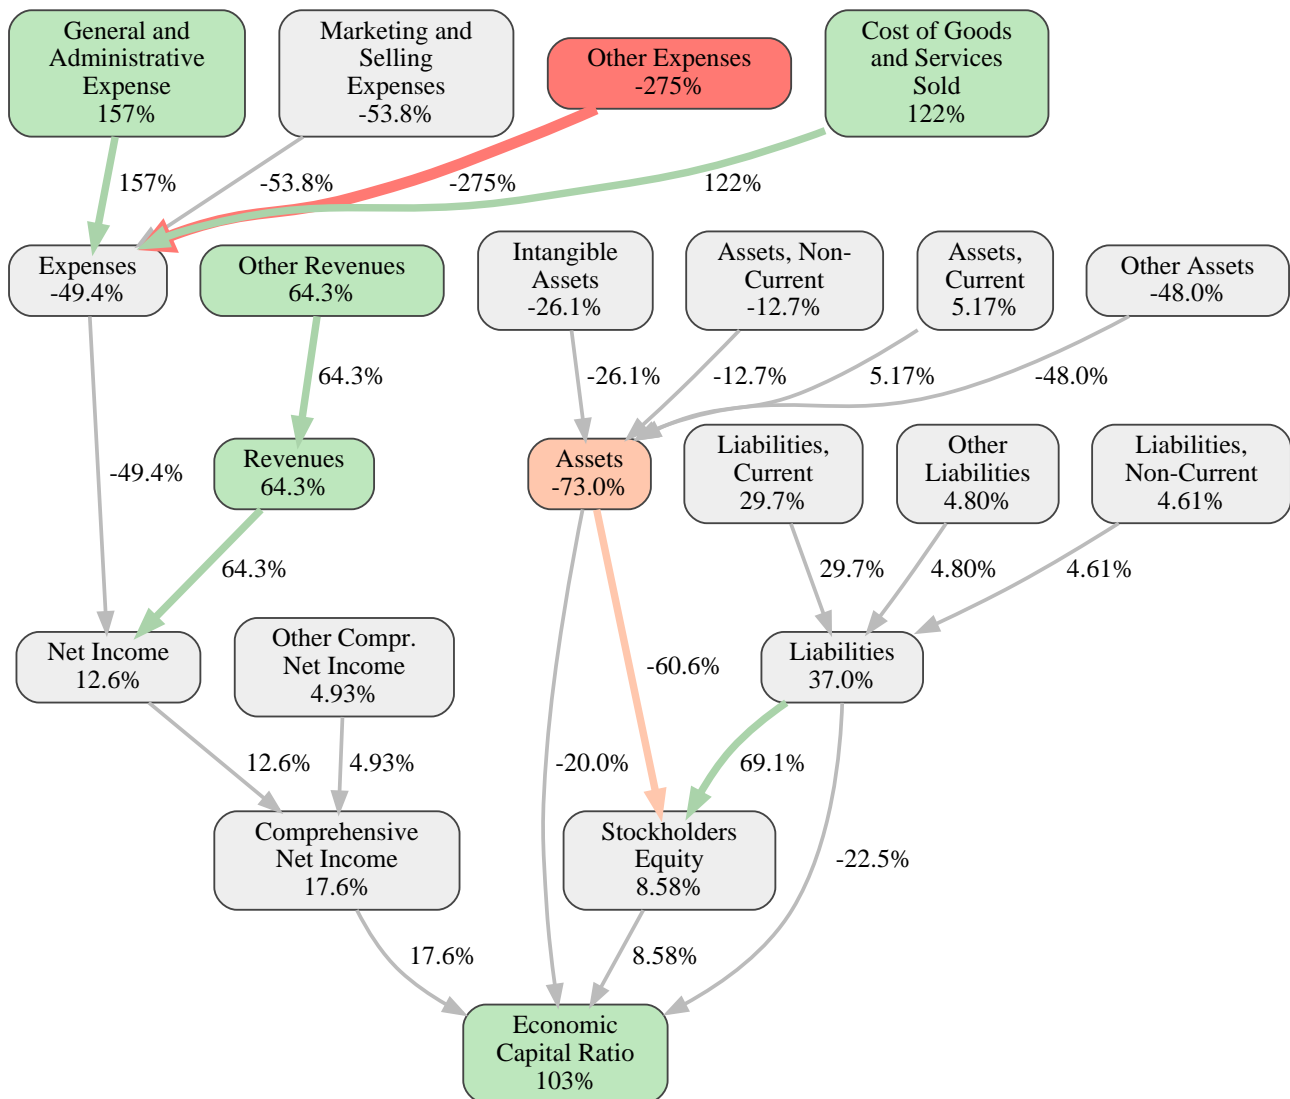 General and
Administrative
Expense
157%
Marketing and
Selling
Expenses
-53.8%
Other Expenses
-275%
Cost of Goods
and Services
Sold
122%
157%
-53.8%
-275%
122%
Expenses
-49.4%
Other Revenues
64.3%
Intangible
Assets
-26.1%
Assets, Non-
Current
-12.7%
Assets,
Current
5.17%
Other Assets
-48.0%
64.3%
-26.1%
-12.7%
5.17%
-48.0%
-49.4%
Revenues
64.3%
Assets
-73.0%
Liabilities,
Current
29.7%
Other
Liabilities
4.80%
Liabilities,
Non-Current
4.61%
64.3%
29.7%
4.80%
4.61%
Net Income
12.6%
Other Compr.
Net Income
4.93%
-60.6%
Liabilities
37.0%
12.6%
4.93%
-20.0%
69.1%
-22.5%
Comprehensive
Net Income
17.6%
Stockholders
Equity
8.58%
17.6%
8.58%
Economic
Capital Ratio
103%